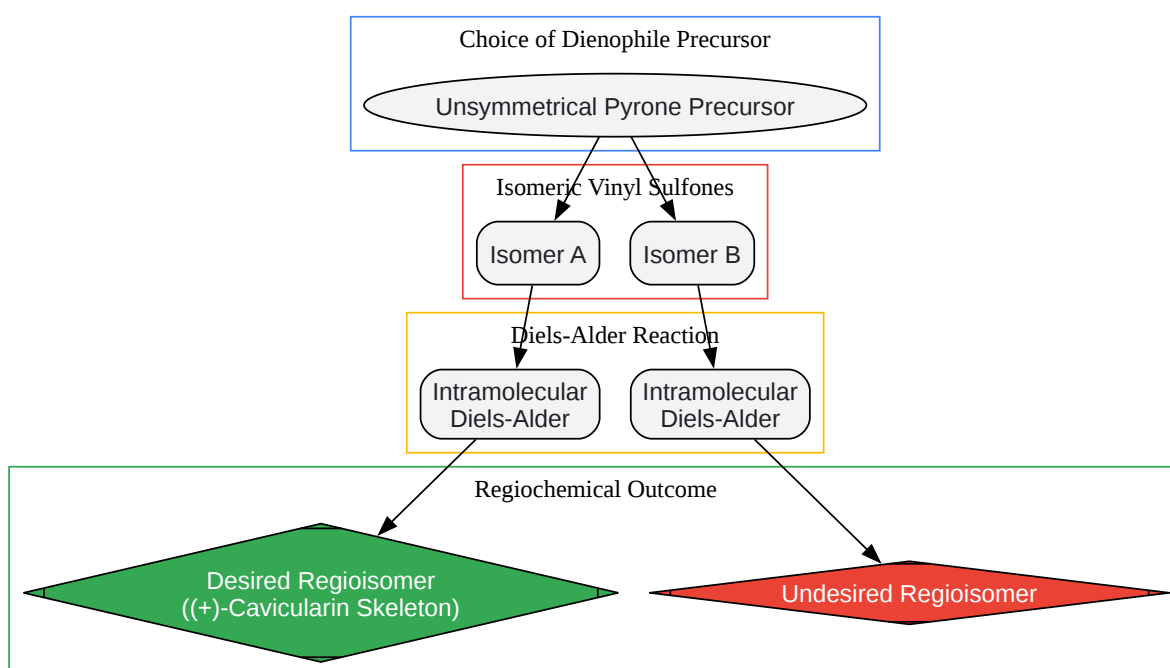 Choice of Dienophile Precursor
Unsymmetrical Pyrone Precursor
Isomeric Vinyl Sulfones
Isomer A
Isomer B
Diels-Alder Reaction
Intramolecular
Diels-Alder
Intramolecular
Diels-Alder
Regiochemical Outcome
Desired Regioisomer
((+)-Cavicularin Skeleton)
Undesired Regioisomer